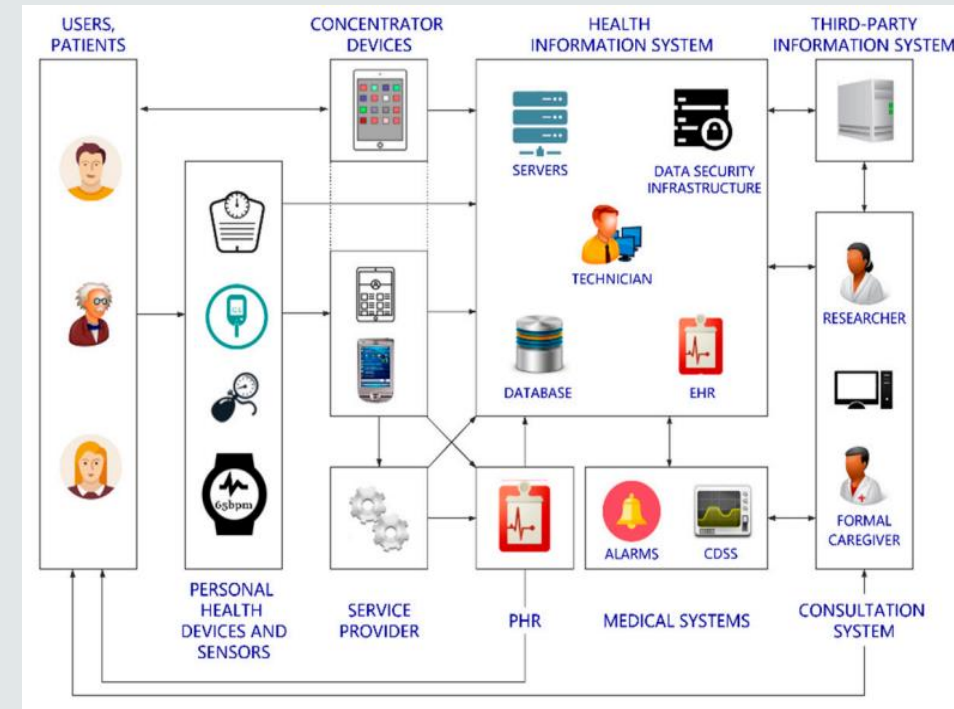 USERS,
PATIENTS
CONCENTRATOR
DEVICES
HEALTH
INFORMATION SYSTEM
THIRD-PARTY
INFORMATION SYSTEM
SERVERS
DATA SECURITY
INFRASTRUCTURE
TECHNICIAN
RESEARCHER
DATABASE
EHR
65bpm
ALARMS
CDSS
FORMAL
CAREGIVER
PERSONAL
HEALTH
DEVICES AND
SENSORS
SERVICE
PROVIDER
PHR
MEDICAL SYSTEMS
CONSULTATION
SYSTEM